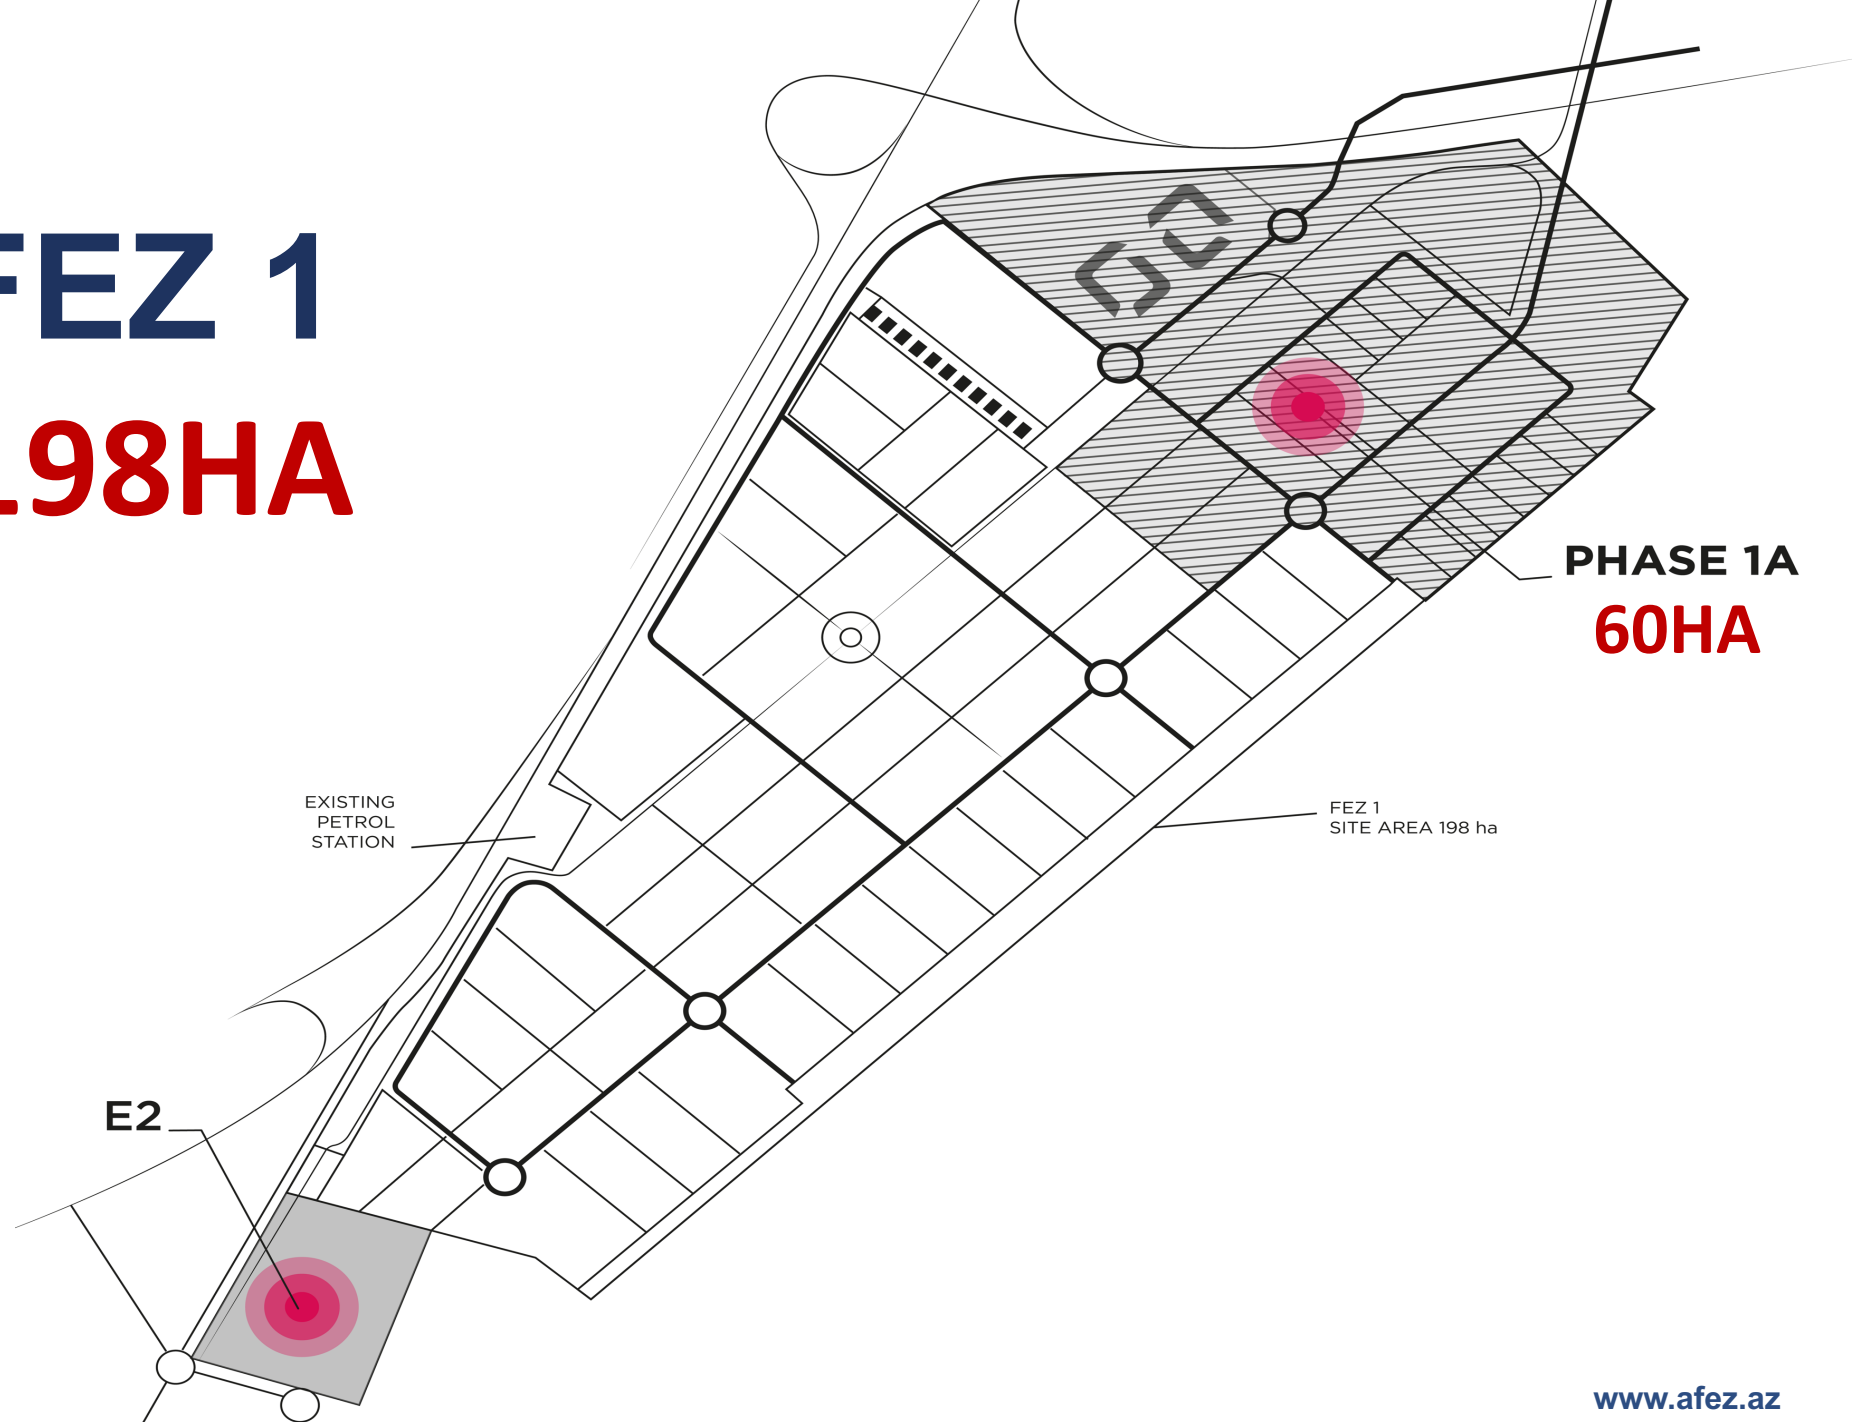 FEZ 1
198HA
PHASE 1A
60HA
EXISTING
PETROL
STATION
FEZ 1
SITE AREA 198 ha
E2
www.afez.az